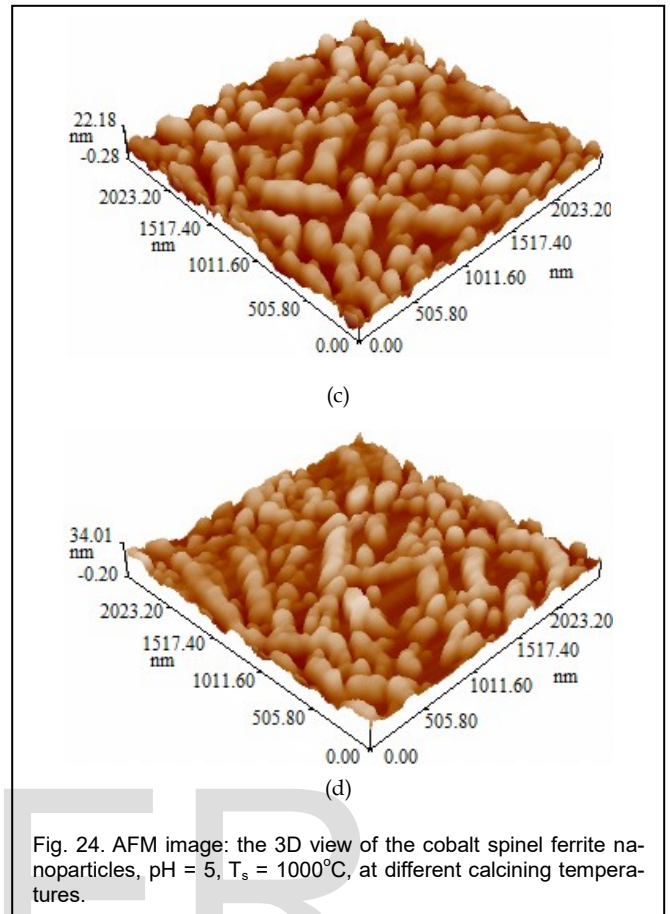 22.18
nm
-0.28
2023.20
1517.40
nm
1011.60
505.80
0.00
0.00
505.80
1011.60
nm
1517.40
2023.20
(c)
34.01
nm
-0.20
2023.20
1517.40
nm
1011.60
505.80
0.00
0.00
505.80
1011.60
nm
1517.40
2023.20
(d)
Fig. 24. AFM image: the 3D view of the cobalt spinel ferrite na-
noparticles, pH = 5, Ts = 1000°C, at different calcining tempera-
tures.